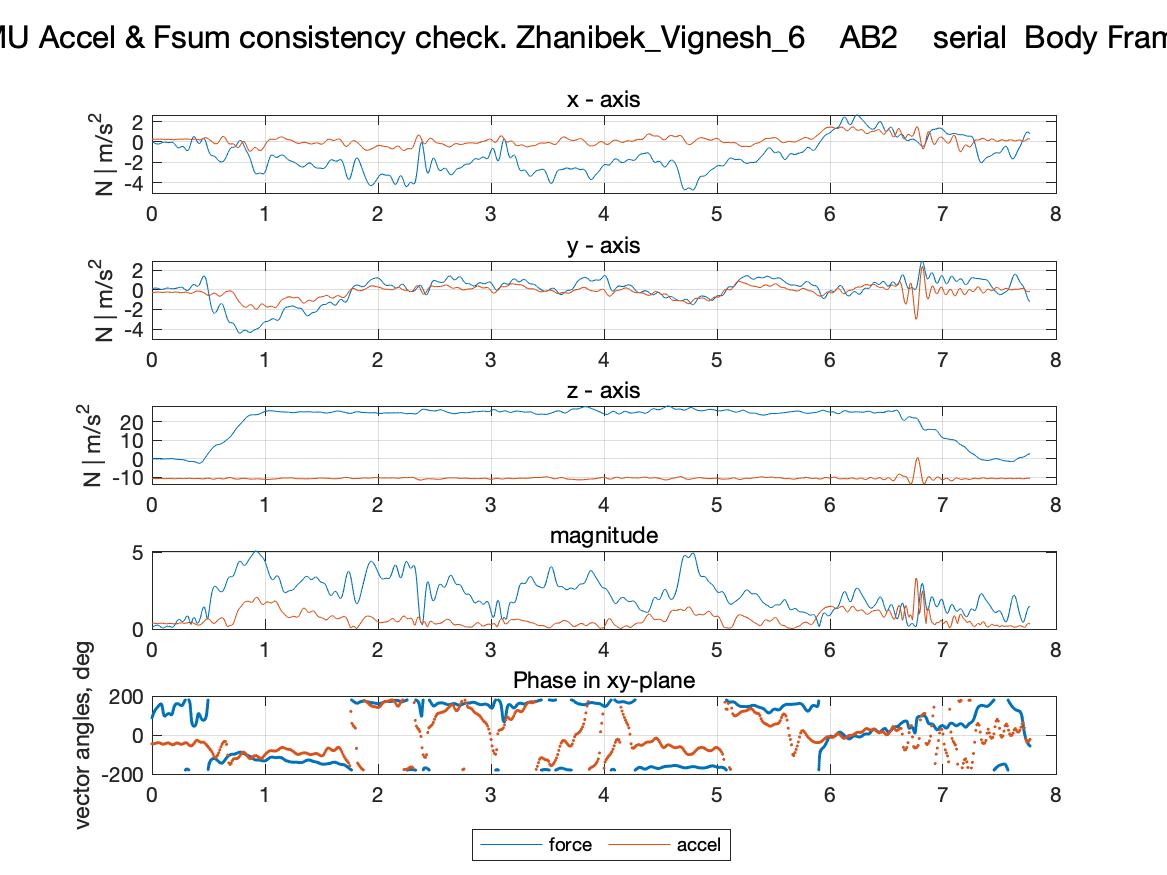 MU Accel & Fsum consistency check. Zhanibek_Vignesh_6 AB2 serial Body Fram
x - axis
N | m/s²
2
0
-2
-4
0 1 2 3 4 5 6 7 8
y - axis
N | m/s²
2
0
-2
-4
0 1 2 3 4 5 6 7 8
z - axis
N | m/s²
20
10
0
-10
0 1 2 3 4 5 6 7 8
magnitude
5
0
0 1 2 3 4 5 6 7 8
Phase in xy-plane
vector angles, deg
200
0
-200
0 1 2 3 4 5 6 7 8
force accel